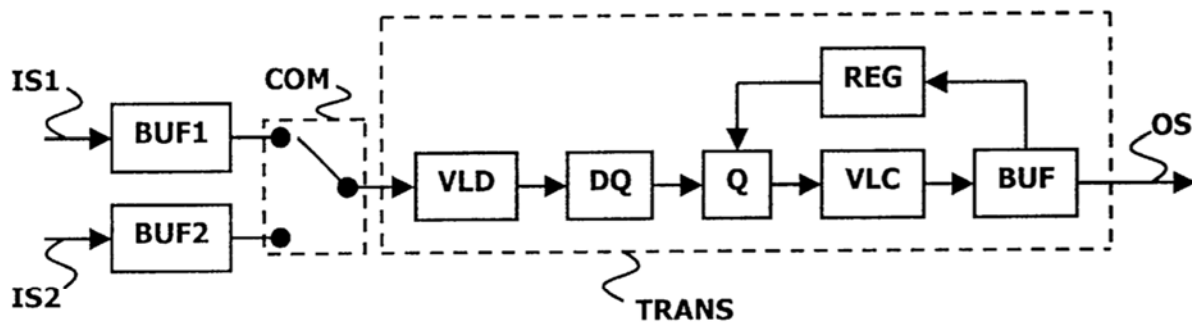 IS1
BUF1
COM
REG
OS
VLD
DQ
Q
VLC
BUF
BUF2
IS2
TRANS